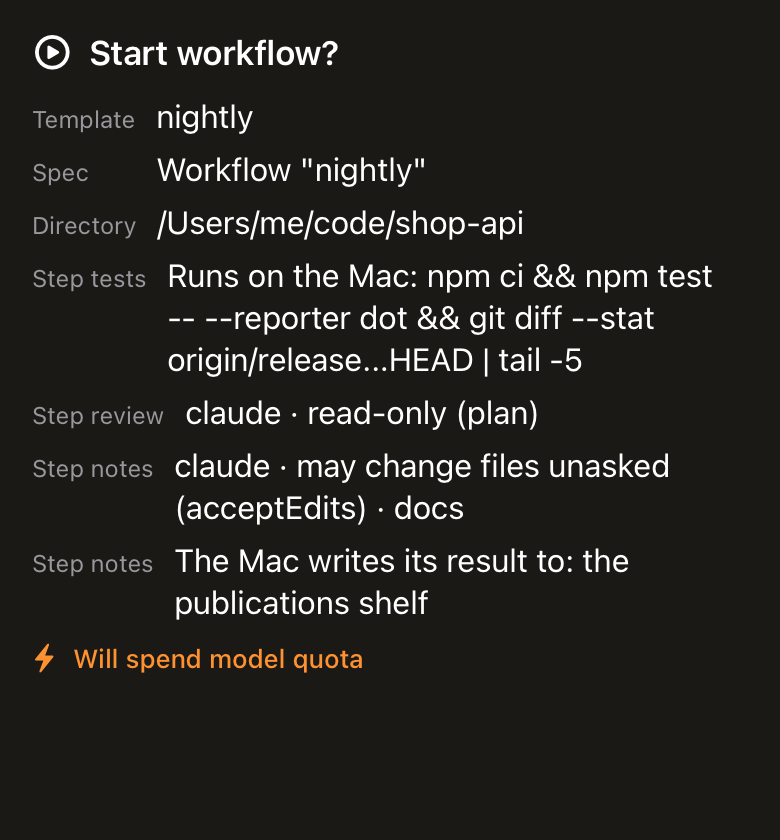 Start workflow?
Template nightly
Spec Workflow "nightly"
Directory /Users/me/code/shop-api
Step tests Runs on the Mac: npm ci && npm test
-- --reporter dot && git diff --stat
origin/release...HEAD | tail -5
Step review claude · read-only (plan)
Step notes claude · may change files unasked
(acceptEdits) · docs
Step notes The Mac writes its result to: the
publications shelf
Will spend model quota